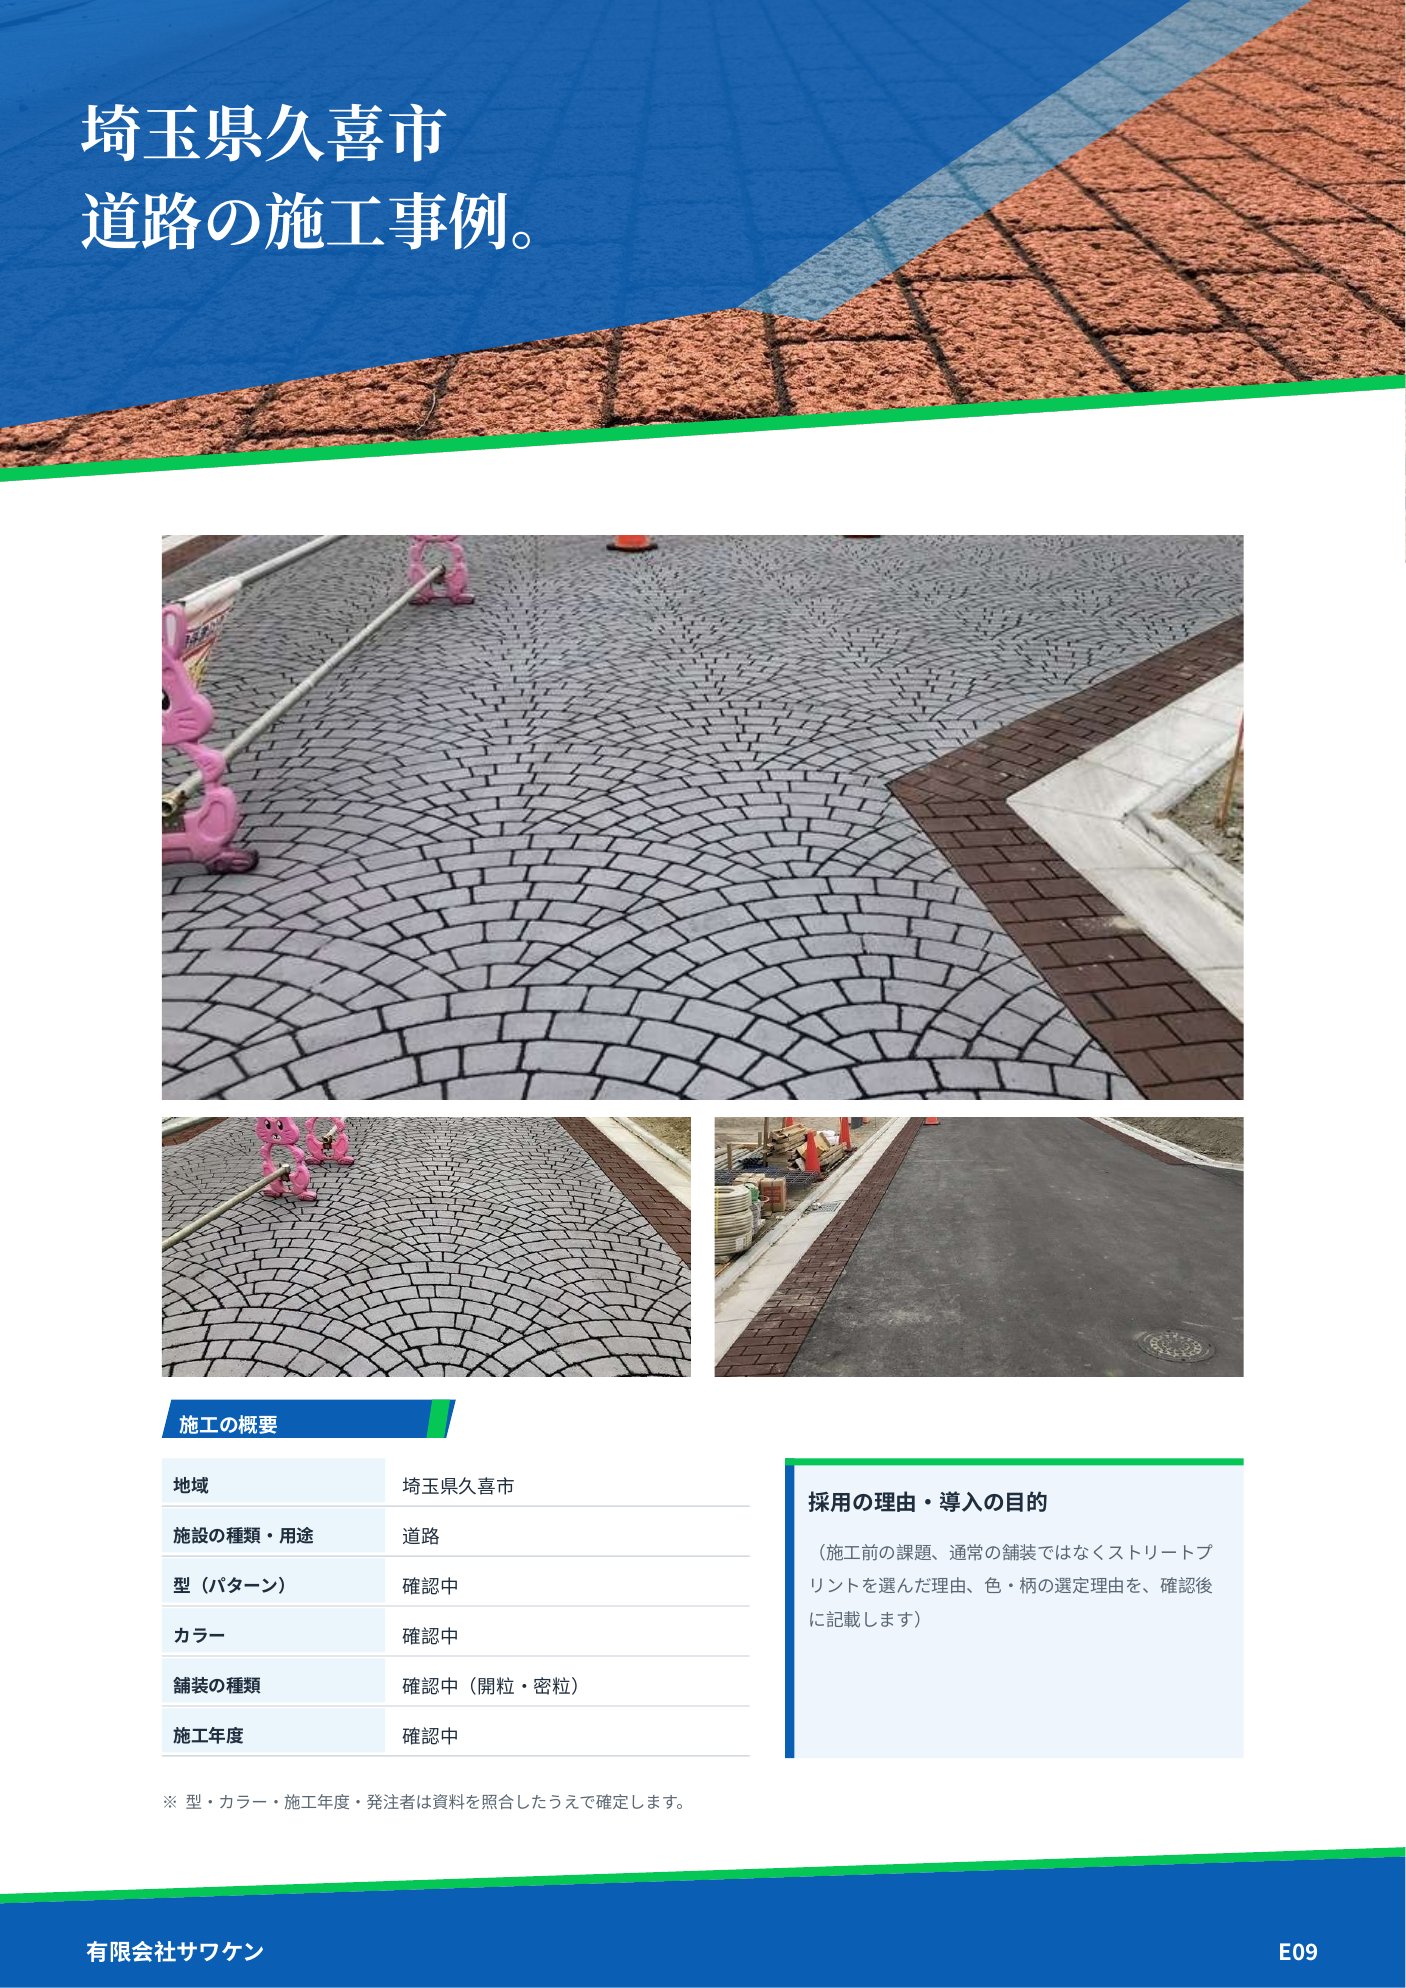 埼玉県久喜市
道路の施工事例。
施工の概要
地域 埼玉県久喜市
施設の種類・用途 道路
型（パターン） 確認中
カラー 確認中
舗装の種類 確認中（開粒・密粒）
施工年度 確認中
採用の理由・導入の目的
（施工前の課題、通常の舗装ではなくストリートプ
リントを選んだ理由、色・柄の選定理由を、確認後
に記載します）
※ 型・カラー・施工年度・発注者は資料を照合したうえで確定します。
有限会社サワケン
E09